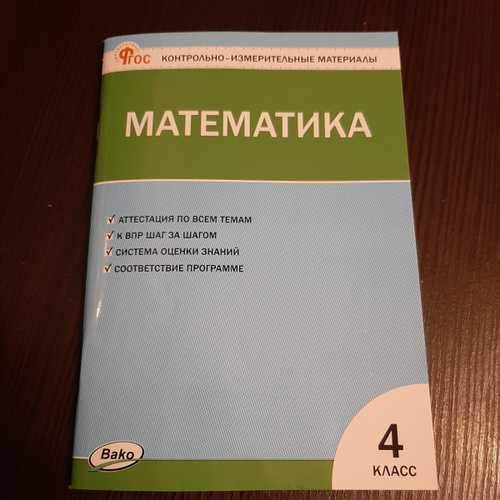 ФГОС
КОНТРОЛЬНО-ИЗМЕРИТЕЛЬНЫЕ МАТЕРИАЛЫ
МАТЕМАТИКА
АТТЕСТАЦИЯ ПО ВСЕМ ТЕМАМ
К ВПР ШАГ ЗА ШАГОМ
СИСТЕМА ОЦЕНКИ ЗНАНИЙ
СООТВЕТСТВИЕ ПРОГРАММЕ
Вако
4
КЛАСС